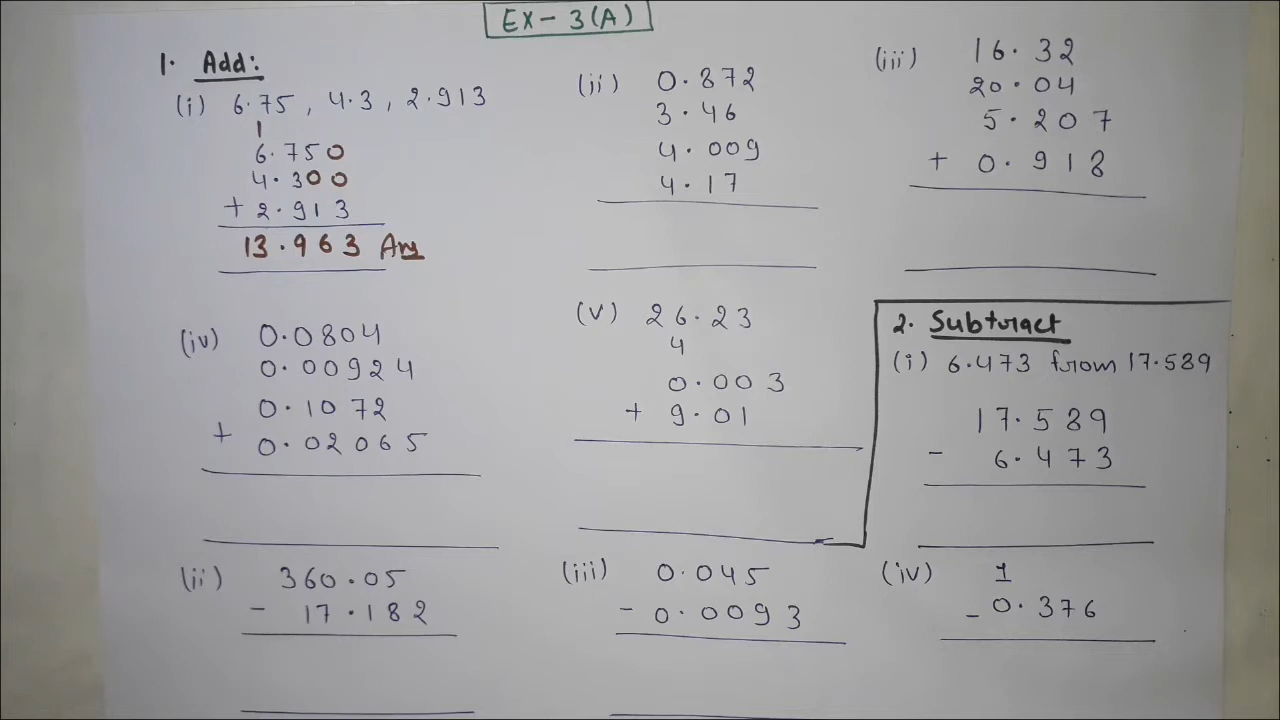 EX - 3(A)
1. Add:
(i) 6.75 , 4.3 , 2.913
1
6.750
4.300
+ 2.913
13.963 Ans
(ii) 0.872
3.46
4.009
4.17
(iii) 16.32
20.04
5.207
+ 0.918
(iv) 0.0804
0.00924
0.1072
+ 0.02065
(v) 26.23
4
0.003
+ 9.01
2. Subtract
(i) 6.473 from 17.589
17.589
- 6.473
(ii) 360.05
- 17.182
(iii) 0.045
- 0.0093
(iv) 1
- 0.376